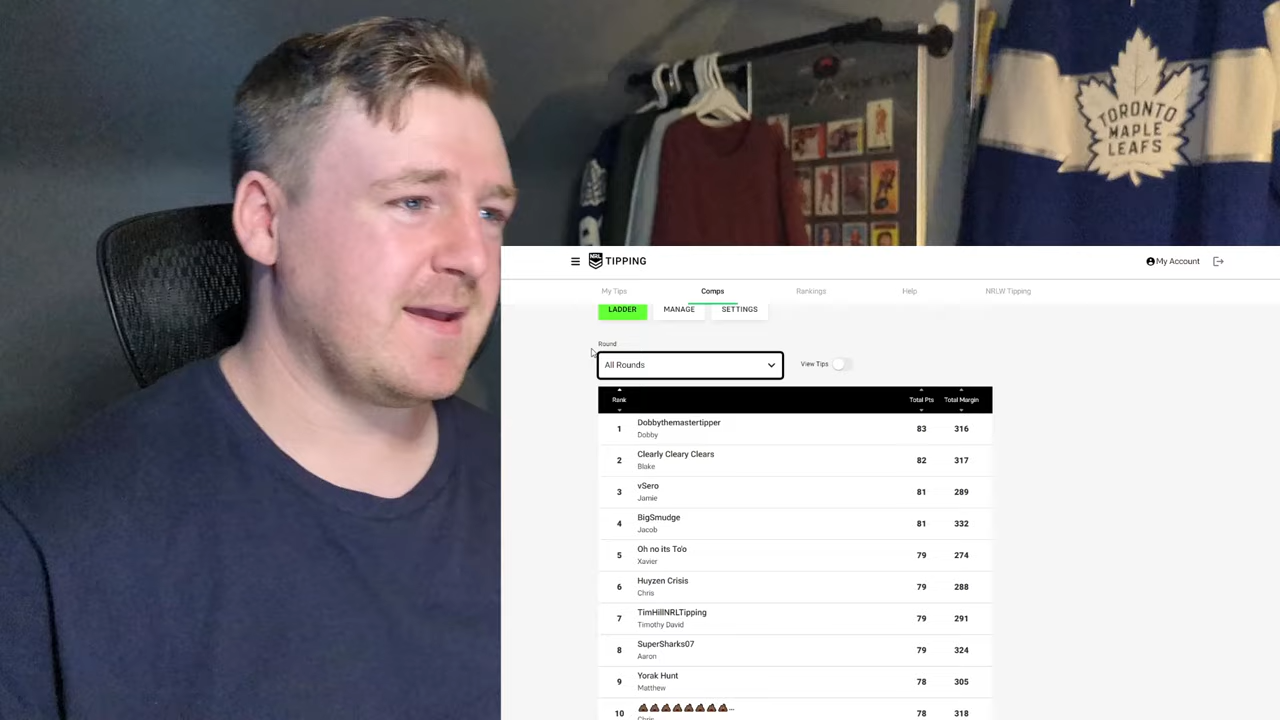 TORONTO
MAPLE
LEAFS
NRL TIPPING
My Account
My Tips Comps Rankings Help NRLW Tipping
LADDER MANAGE SETTINGS
Round
All Rounds
View Tips
Rank Total Pts Total Margin
1 Dobbythemastertipper 83 316
Dobby
2 Clearly Cleary Clears 82 317
Blake
3 vSero 81 289
Jamie
4 BigSmudge 81 332
Jacob
5 Oh no its To'o 79 274
Xavier
6 Huyzen Crisis 79 288
Chris
7 TimHillNRLTipping 79 291
Timothy David
8 SuperSharks07 79 324
Aaron
9 Yorak Hunt 78 305
Matthew
10 💩💩💩💩💩💩💩💩... 78 318
Chris